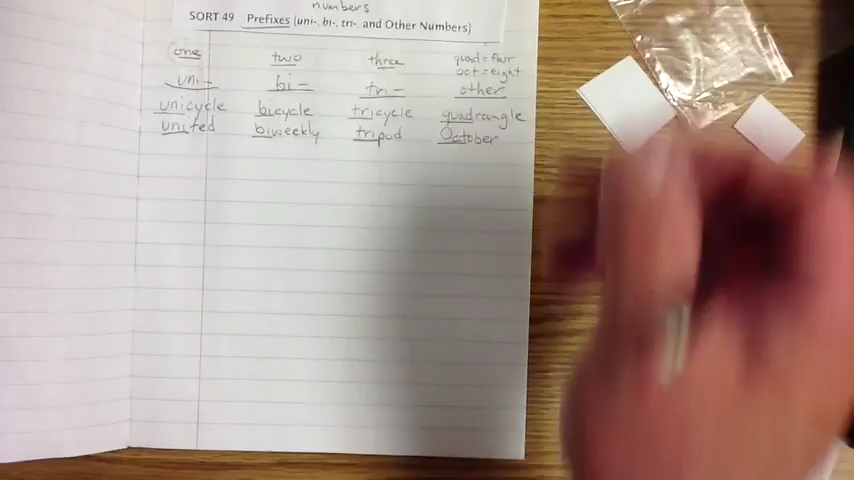 numbers
SORT 49 Prefixes (uni-, bi-, tri- and Other Numbers)
one two three quad = four
oct = eight
uni- bi- tri- other
unicycle bicycle tricycle quadrangle
united biweekly tripod October